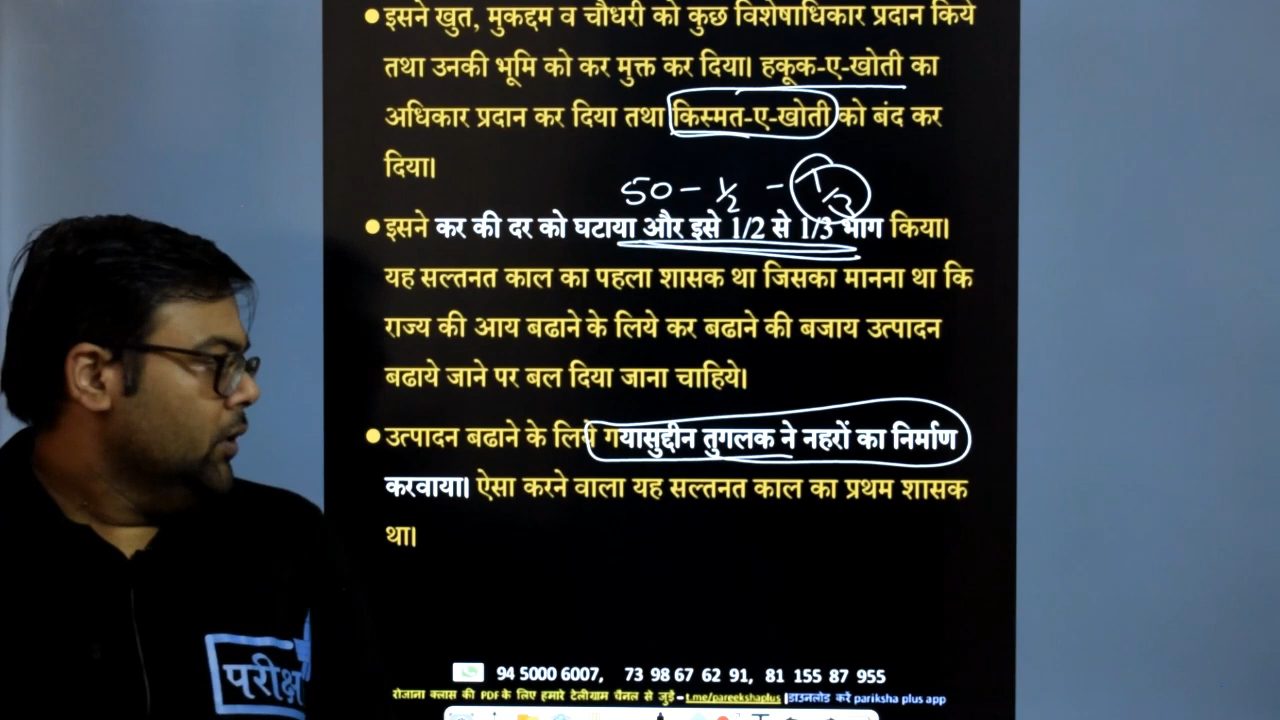 इसने खुत, मुकद्दम व चौधरी को कुछ विशेषाधिकार प्रदान किये
तथा उनकी भूमि को कर मुक्त कर दिया। हकूक-ए-खोती का
अधिकार प्रदान कर दिया तथा किस्मत-ए-खोती को बंद कर
दिया।
50 - 1/2 - 1/3
इसने कर की दर को घटाया और इसे 1/2 से 1/3 भाग किया।
यह सल्तनत काल का पहला शासक था जिसका मानना था कि
राज्य की आय बढाने के लिये कर बढाने की बजाय उत्पादन
बढाये जाने पर बल दिया जाना चाहिये।
उत्पादन बढाने के लिये गयासुद्दीन तुगलक ने नहरों का निर्माण
करवाया। ऐसा करने वाला यह सल्तनत काल का प्रथम शासक
था।
परीक्ष
94 5000 6007, 73 98 67 62 91, 81 155 87 955
रोजाना क्लास की PDF के लिए हमारे टेलीग्राम चैनल से जुड़ें – t.me/pareekshaplus | डाउनलोड करें pariksha plus app